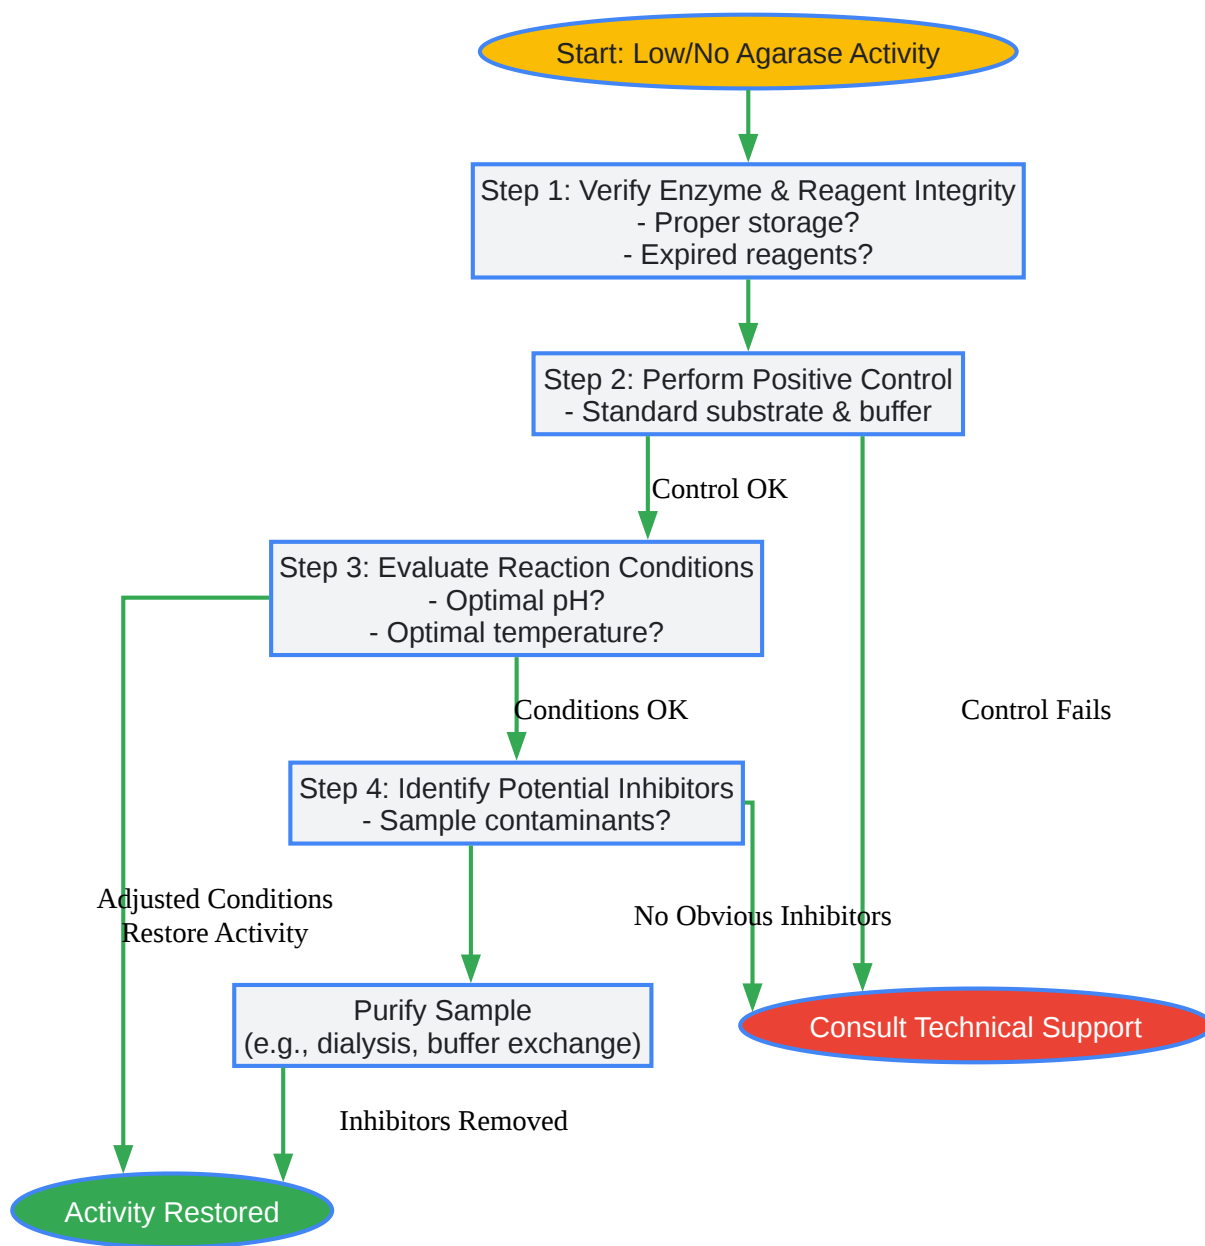 Start: Low/No Agarase Activity
Step 1: Verify Enzyme & Reagent Integrity
- Proper storage?
- Expired reagents?
Step 2: Perform Positive Control
- Standard substrate & buffer
Control OK
Step 3: Evaluate Reaction Conditions
- Optimal pH?
- Optimal temperature?
Conditions OK
Control Fails
Step 4: Identify Potential Inhibitors
- Sample contaminants?
Adjusted Conditions
Restore Activity
No Obvious Inhibitors
Purify Sample
(e.g., dialysis, buffer exchange)
Consult Technical Support
Inhibitors Removed
Activity Restored